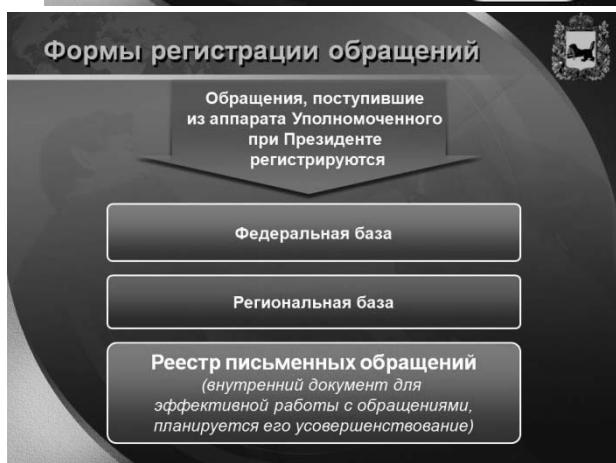 Формы регистрации обращений
Обращения, поступившие
из аппарата Уполномоченного
при Президенте
регистрируются
Федеральная база
Региональная база
Реестр письменных обращений
(внутренний документ для
эффективной работы с обращениями,
планируется его усовершенствование)